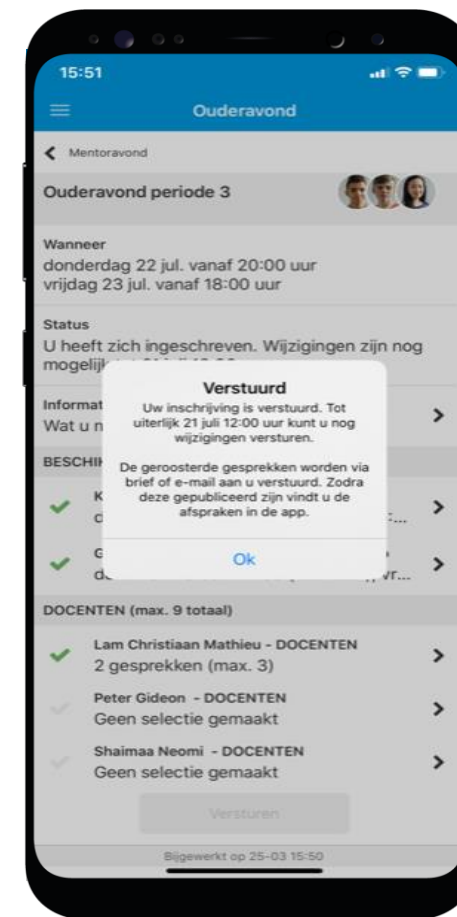 15:51
Ouderavond
Mentoravond
Ouderavond periode 3
Wanneer
donderdag 22 jul. vanaf 20:00 uur
vrijdag 23 jul. vanaf 18:00 uur
Status
U heeft zich ingeschreven. Wijzigingen zijn nog
Verstuurd
Uw inschrijving is verstuurd. Tot
uiterlijk 21 juli 12:00 uur kunt u nog
wijzigingen versturen.
De geroosterde gesprekken worden via
brief of e-mail aan u verstuurd. Zodra
deze gepubliceerd zijn vindt u de
afspraken in de app.
Ok
DOCENTEN (max. 9 totaal)
Lam Christiaan Mathieu - DOCENTEN
2 gesprekken (max. 3)
Peter Gideon - DOCENTEN
Geen selectie gemaakt
Shaimaa Neomi - DOCENTEN
Geen selectie gemaakt
Versturen
Bijgewerkt op 25-03 15:50